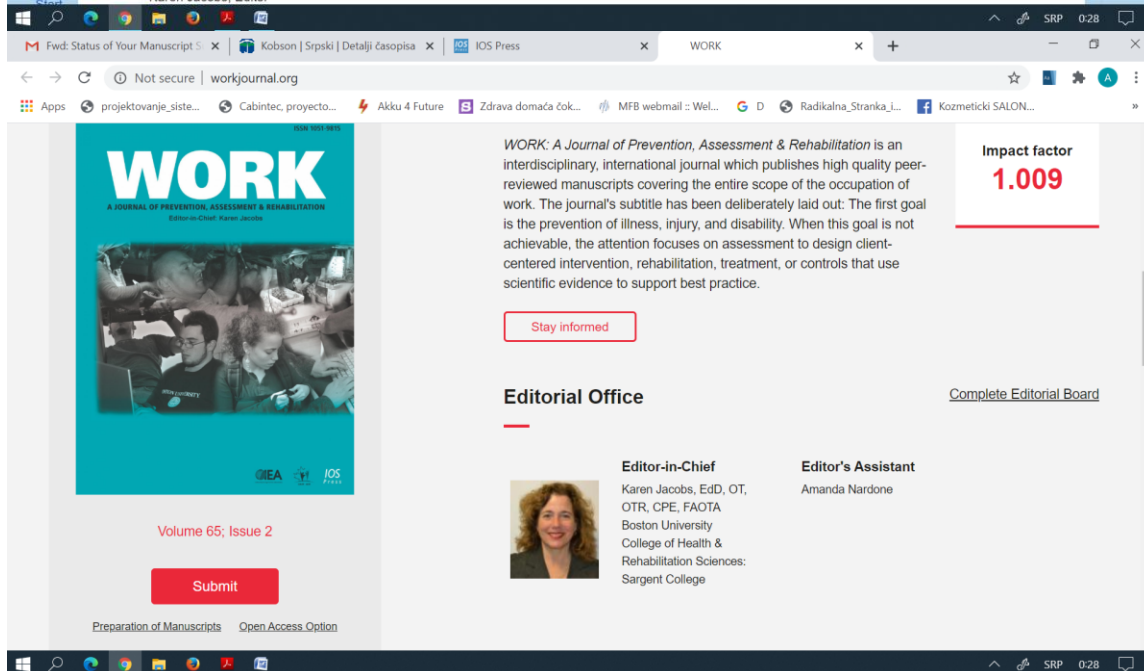 SRP 0:28
Fwd: Status of Your Manuscript S
Kobson | Srpski | Detalji časopisa
IOS Press
WORK
Not secure | workjournal.org
Apps projektovanje_siste... Cabintec, proyecto... Akku 4 Future Zdrava domaća čok... MFB webmail :: Wel... G D Radikalna_Stranka_i... Kozmeticki SALON... »
ISSN 1051-9815
WORK
A JOURNAL OF PREVENTION, ASSESSMENT & REHABILITATION
Editor-in-Chief: Karen Jacobs
IOS
Press
Volume 65; Issue 2
Submit
Preparation of Manuscripts Open Access Option
WORK: A Journal of Prevention, Assessment & Rehabilitation is an
interdisciplinary, international journal which publishes high quality peer-
reviewed manuscripts covering the entire scope of the occupation of
work. The journal's subtitle has been deliberately laid out: The first goal
is the prevention of illness, injury, and disability. When this goal is not
achievable, the attention focuses on assessment to design client-
centered intervention, rehabilitation, treatment, or controls that use
scientific evidence to support best practice.
Stay informed
Impact factor
1.009
Editorial Office
Complete Editorial Board
Editor-in-Chief
Karen Jacobs, EdD, OT,
OTR, CPE, FAOTA
Boston University
College of Health &
Rehabilitation Sciences:
Sargent College
Editor's Assistant
Amanda Nardone
SRP 0:28